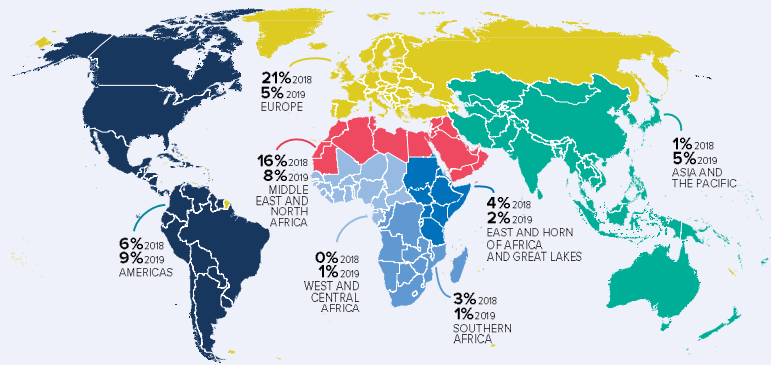 21% 2018
5% 2019
EUROPE
16% 2018
8% 2019
MIDDLE
EAST AND
NORTH
AFRICA
1% 2018
5% 2019
ASIA AND
THE PACIFIC
4% 2018
2% 2019
EAST AND HORN
OF AFRICA
AND GREAT LAKES
6% 2018
9% 2019
AMERICAS
0% 2018
1% 2019
WEST AND
CENTRAL
AFRICA
3% 2018
1% 2019
SOUTHERN
AFRICA